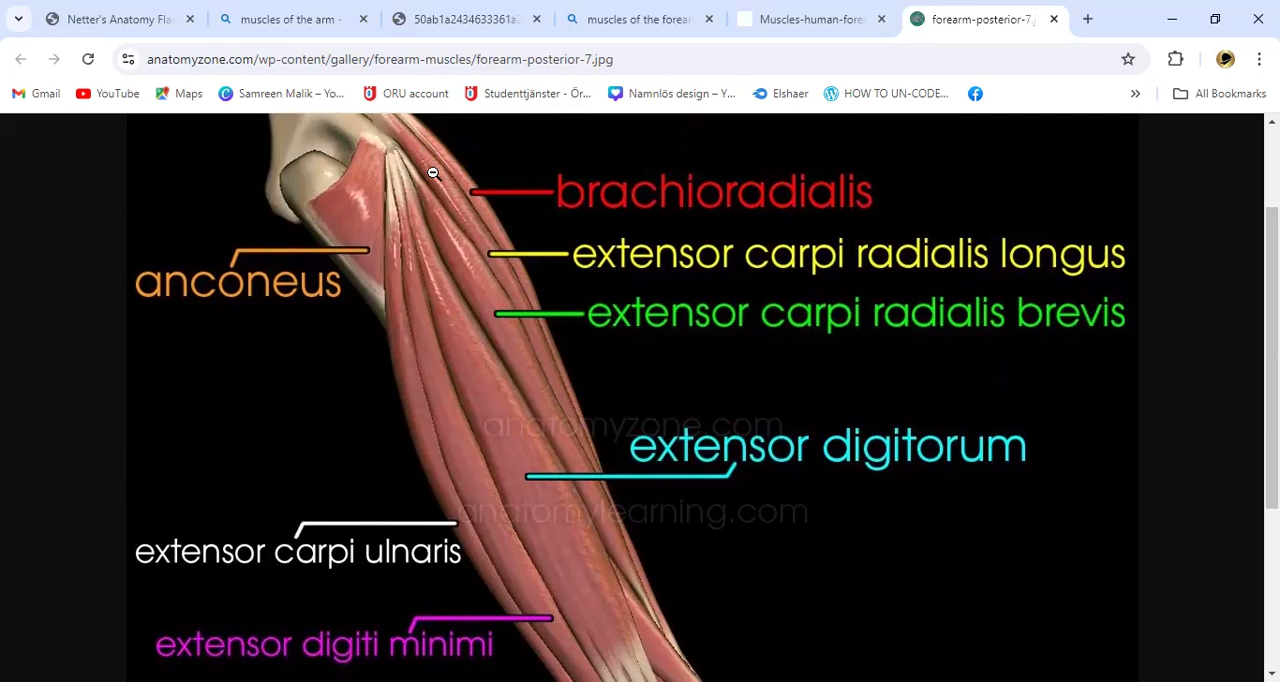 Netter's Anatomy Fla
muscles of the arm -
50ab1a2434633361a2
muscles of the forea
Muscles-human-fore
forearm-posterior-7.j
anatomyzone.com/wp-content/gallery/forearm-muscles/forearm-posterior-7.jpg
Gmail
YouTube
Maps
Samreen Malik – Yo...
ORU account
Studenttjänster - Ör...
Namnlös design – Y...
Elshaer
HOW TO UN-CODE...
All Bookmarks
brachioradialis
extensor carpi radialis longus
anconeus
extensor carpi radialis brevis
anatomyzone.com
extensor digitorum
anatomylearning.com
extensor carpi ulnaris
extensor digiti minimi